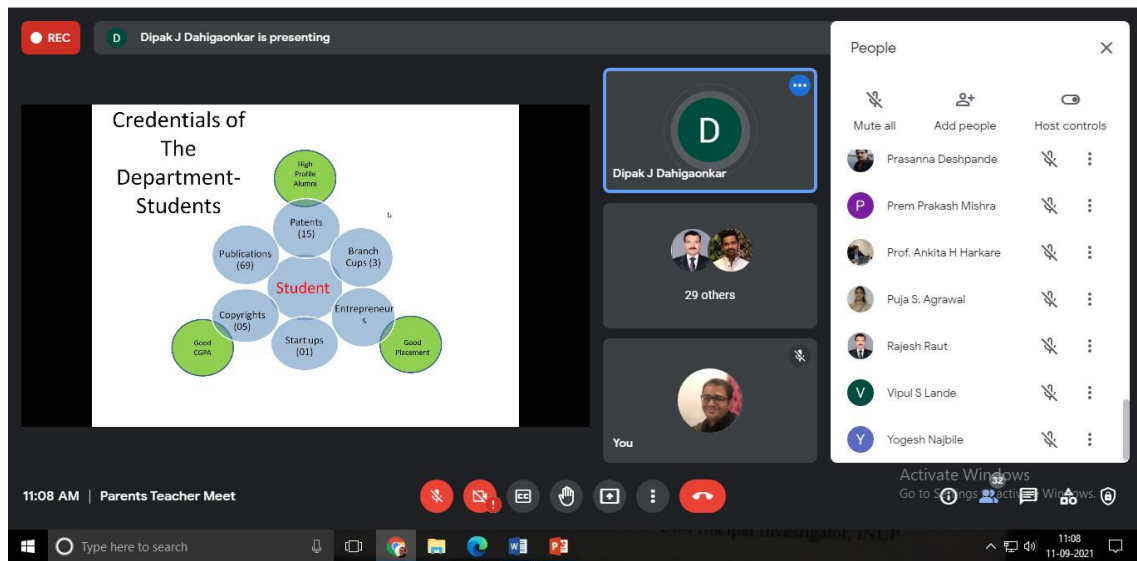 REC
D
Dipak J Dahigaonkar is presenting
Credentials of
The
Department-
Students
High
Profile
Alumni
Patents
(15)
Publications
(69)
Branch
Cups (3)
Student
Copyrights
(05)
Entrepreneur
s
Start ups
(01)
Good
CGPA
Good
Placement
D
Dipak J Dahigaonkar
29 others
You
People
Mute all
Add people
Host controls
Prasanna Deshpande
P
Prem Prakash Mishra
Prof. Ankita H Harkare
Puja S. Agrawal
Rajesh Raut
V
Vipul S Lande
Y
Yogesh Najbile
Activate Windows
Go to Settings to activate Windows.
32
11:08 AM | Parents Teacher Meet
CC
Type here to search
11:08
11-09-2021